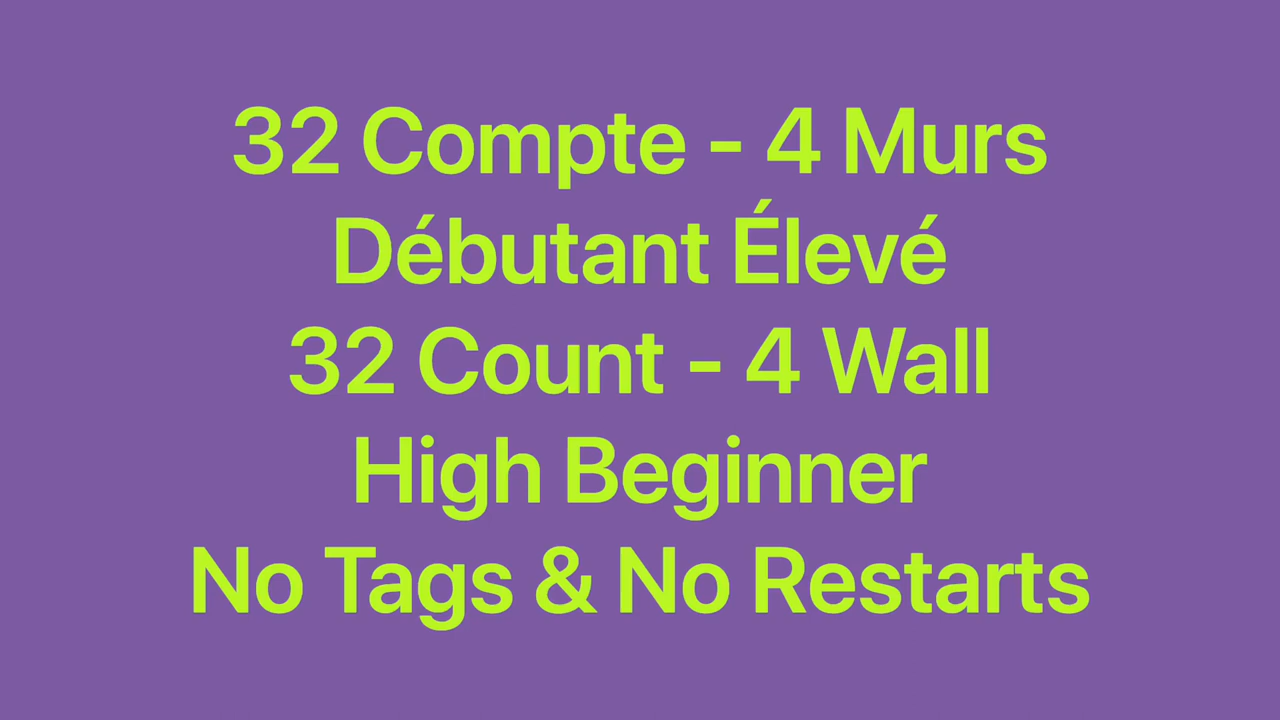 32 Compte - 4 Murs
Débutant Élevé
32 Count - 4 Wall
High Beginner
No Tags & No Restarts